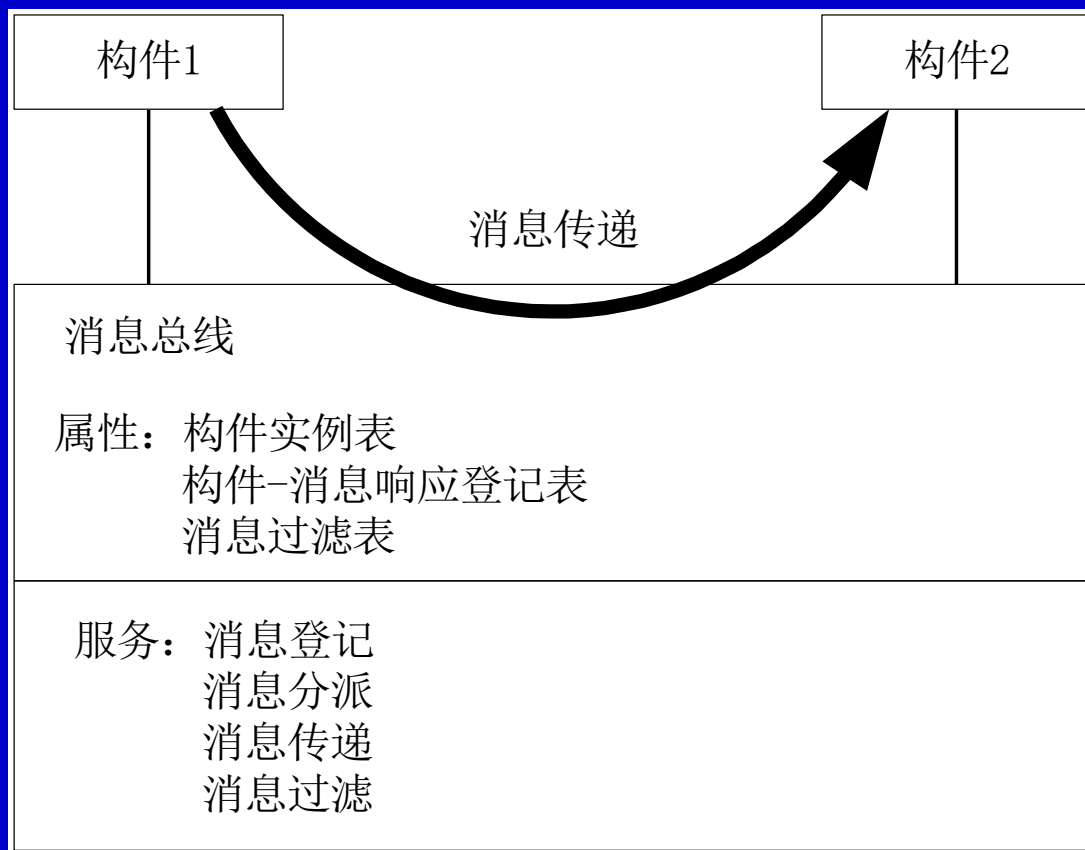 构件1
构件2
消息传递
消息总线
属性：构件实例表
构件-消息响应登记表
消息过滤表
服务：消息登记
消息分派
消息传递
消息过滤